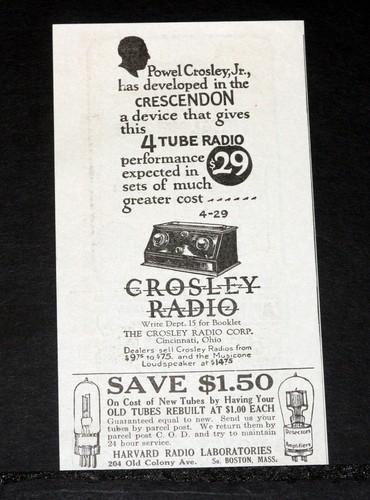 Powel Crosley, Jr.,
has developed in the
CRESCENDON
a device that gives
this
4 TUBE RADIO
performance $29
expected in
sets of much
greater cost ------
4-29
CROSLEY
RADIO
Write Dept. 15 for Booklet
THE CROSLEY RADIO CORP.
Cincinnati, Ohio
Dealers sell Crosley Radios from
$9.75 to $75. and the Musicone
Loudspeaker at $14.75
SAVE $1.50
On Cost of New Tubes by Having Your
OLD TUBES REBUILT AT $1.00 EACH
Guaranteed equal to new. Send us your
tubes by parcel post. We return them by
parcel post C. O. D. and try to maintain
24 hour service.
HARVARD RADIO LABORATORIES
204 Old Colony Ave. So. BOSTON, MASS.
Detectors
Amplifiers